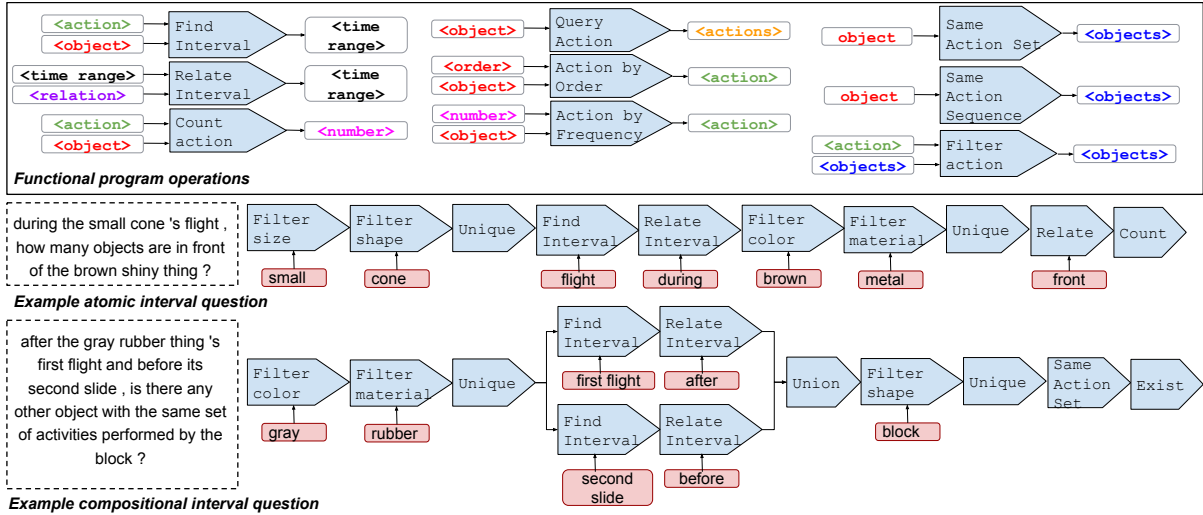 <action>
<object>
Find
Interval
<time
range>
<time range>
<relation>
Relate
Interval
<time
range>
<action>
<object>
Count
action
<number>
<object>
Query
Action
<actions>
<order>
<object>
Action by
Order
<action>
<number>
<object>
Action by
Frequency
<action>
object
Same
Action Set
<objects>
object
Same
Action
Sequence
<objects>
<action>
<objects>
Filter
action
<objects>
Functional program operations
during the small cone 's flight ,
how many objects are in front
of the brown shiny thing ?
Filter
size
Filter
shape
Unique
Find
Interval
Relate
Interval
Filter
color
Filter
material
Unique
Relate
Count
small
cone
flight
during
brown
metal
front
Example atomic interval question
after the gray rubber thing 's
first flight and before its
second slide , is there any
other object with the same set
of activities performed by the
block ?
Filter
color
Filter
material
Unique
Find
Interval
Relate
Interval
first flight
after
Find
Interval
Relate
Interval
second
slide
before
Union
Filter
shape
Unique
Same
Action
Set
Exist
gray
rubber
block
Example compositional interval question